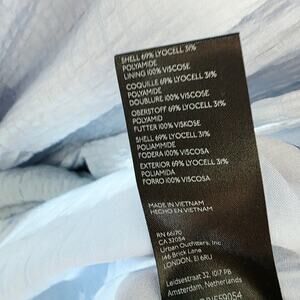 SHELL 69% LYOCELL 31%
POLYAMIDE
LINING 100% VISCOSE
COQUILLE 69% LYOCELL 31%
POLYAMIDE
DOUBLURE 100% VISCOSE
OBERSTOFF 69% LYOCELL 31%
POLYAMID
FUTTER 100% VISKOSE
SHELL 69% LYOCELL 31%
POLIAMMIDE
FODERA 100% VISCOSA
EXTERIOR 69% LYOCELL 31%
POLIAMIDA
FORRO 100% VISCOSA
MADE IN VIETNAM
HECHO EN VIETNAM
RN 66170
CA 32054
Urban Outfitters, Inc.
146 Brick Lane
LONDON, E1 6RU
Leidsestraat 32, 1017 PB
Amsterdam, Netherlands